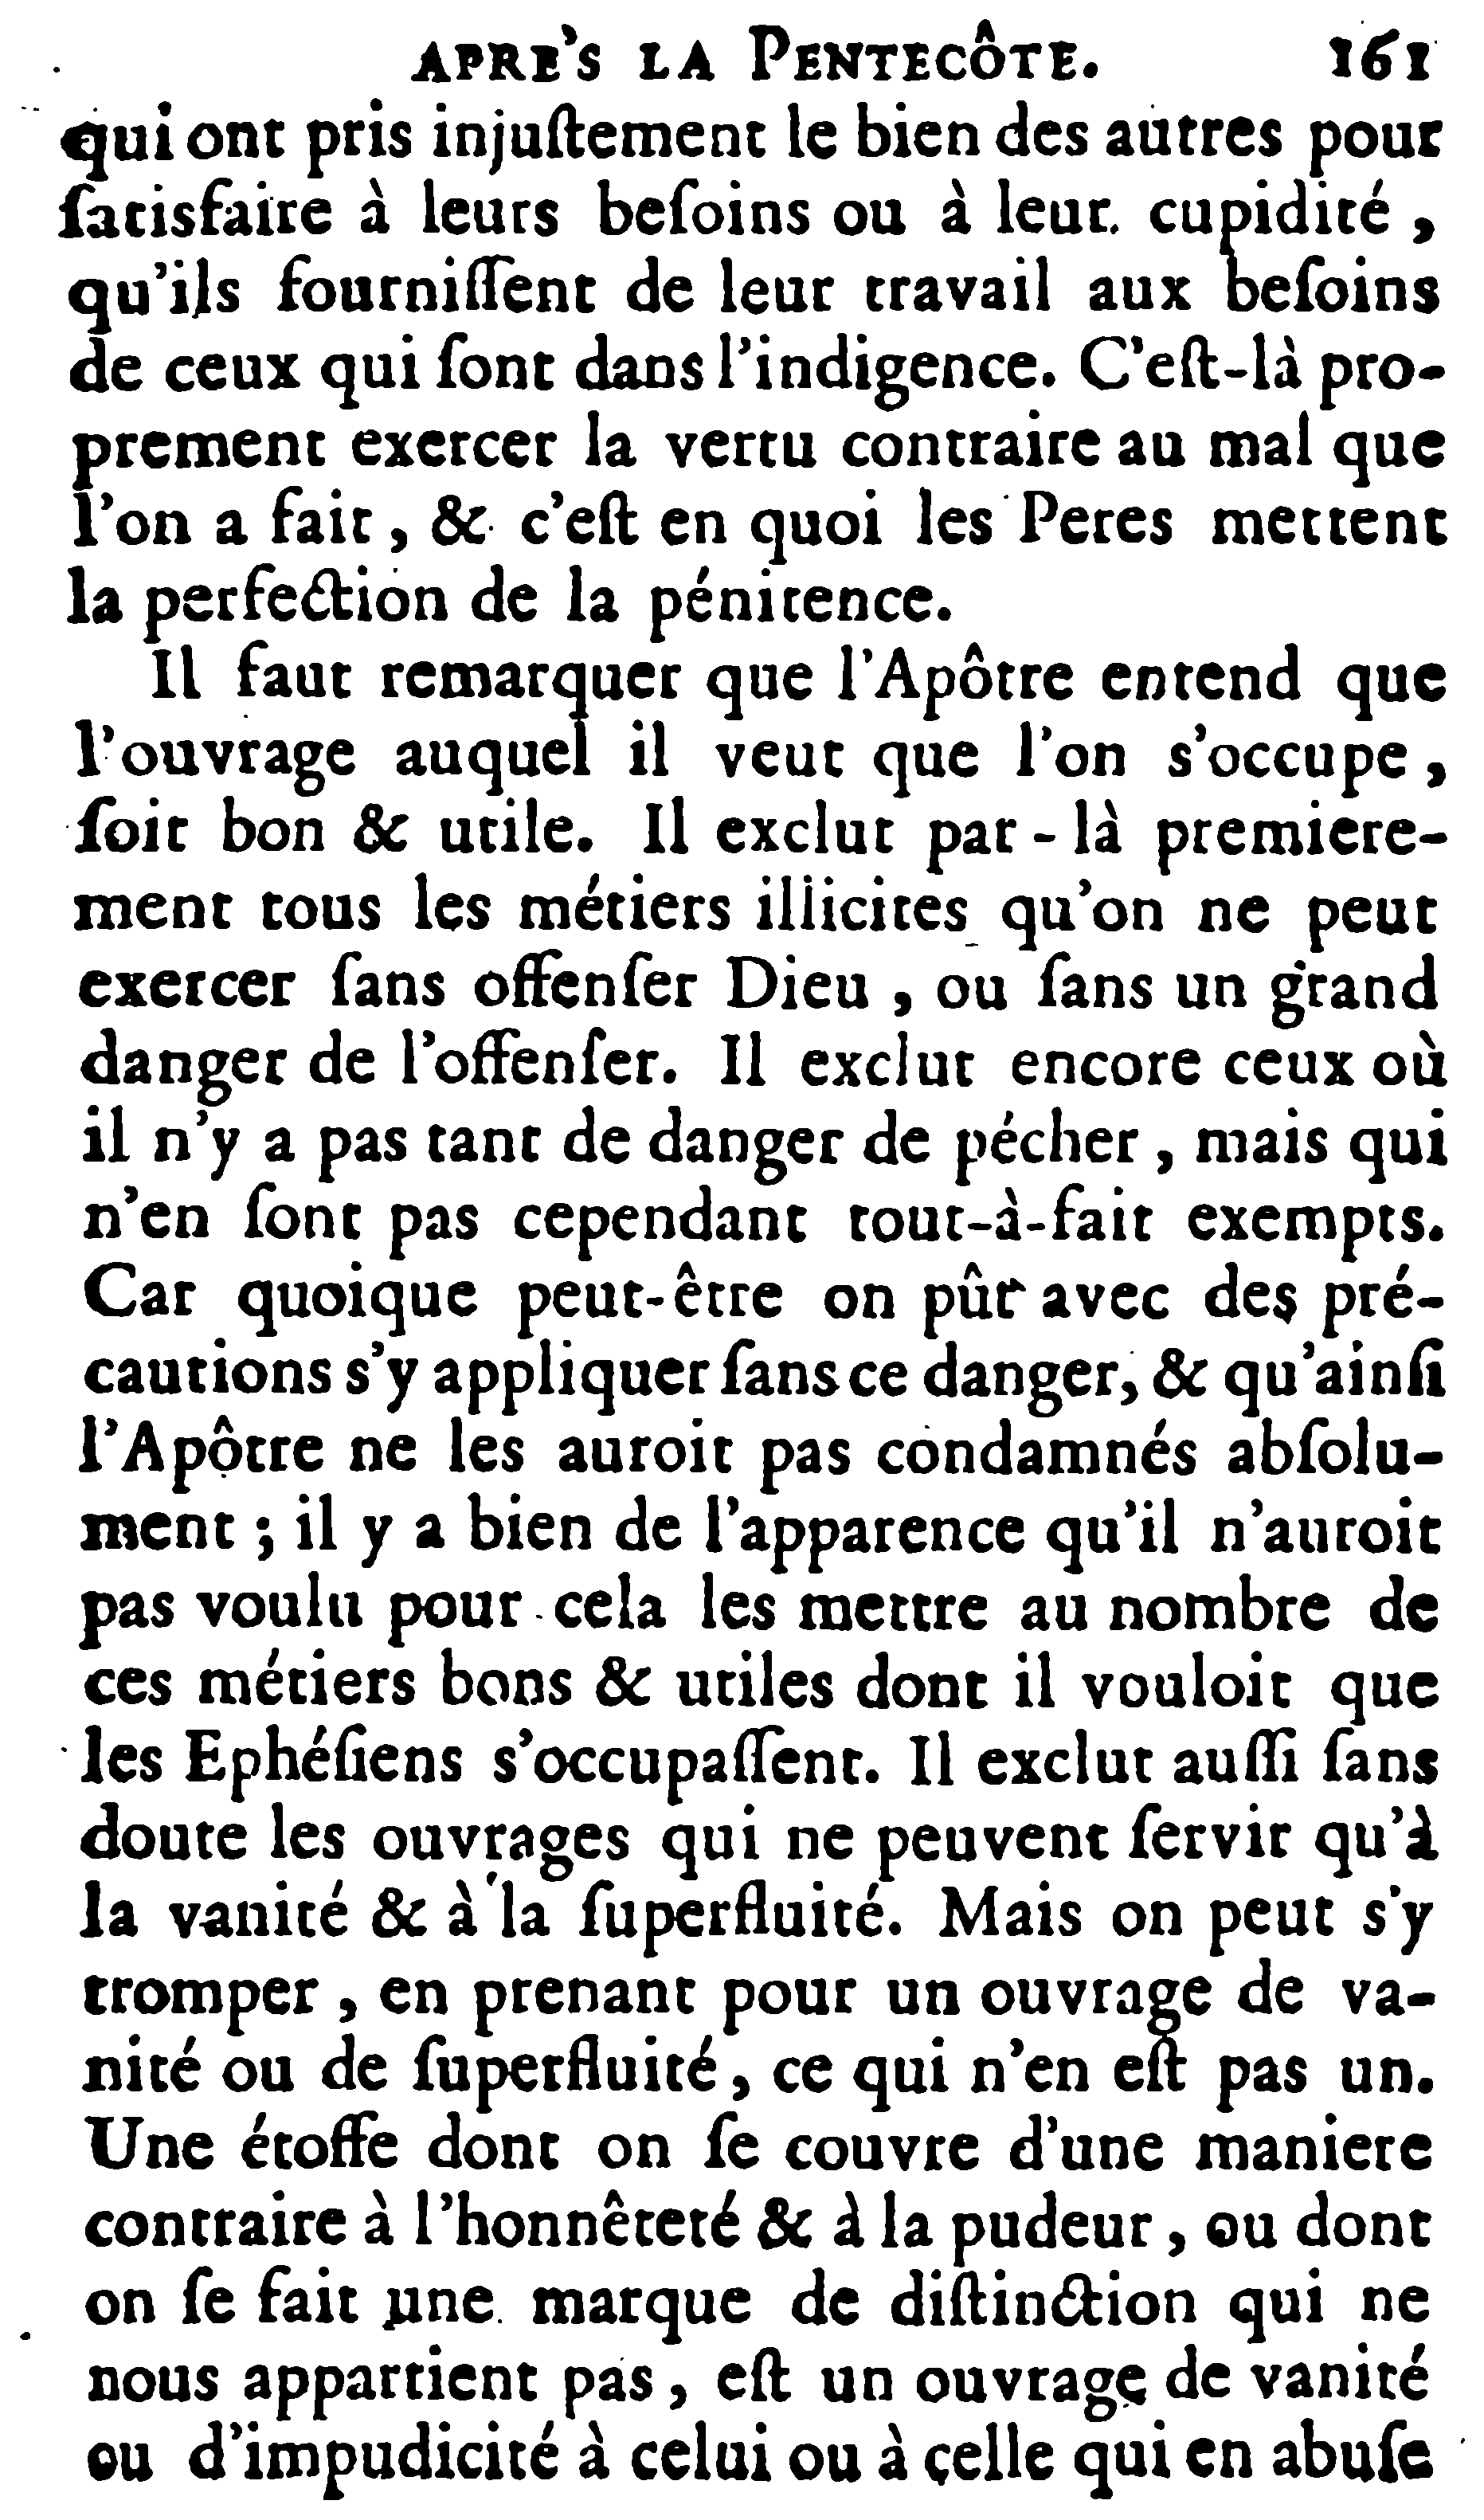 APRE'S LA PENTECÔTE. 161
qui ont pris injuſtement le bien des autres pour
ſatisfaire à leurs beſoins ou à leur cupidité,
qu'ils fourniſſent de leur travail aux beſoins
de ceux qui ſont dans l'indigence. C'eſt-là pro-
prement exercer la vertu contraire au mal que
l'on a fait, & c'eſt en quoi les Peres mettent
la perfection de la pénitence.
Il faut remarquer que l'Apôtre entend que
l'ouvrage auquel il veut que l'on s'occupe,
ſoit bon & utile. Il exclut par-là premiere-
ment tous les métiers illicites qu'on ne peut
exercer ſans offenſer Dieu, ou ſans un grand
danger de l'offenſer. Il exclut encore ceux où
il n'y a pas tant de danger de pécher, mais qui
n'en ſont pas cependant tout-à-fait exempts.
Car quoique peut-être on pût avec des pré-
cautions s'y appliquer ſans ce danger, & qu'ainſi
l'Apôtre ne les auroit pas condamnés abſolu-
ment; il y a bien de l'apparence qu'il n'auroit
pas voulu pour cela les mettre au nombre de
ces métiers bons & utiles dont il vouloit que
les Ephéſiens s'occupaſſent. Il exclut auſſi ſans
doute les ouvrages qui ne peuvent ſervir qu'à
la vanité & à la ſuperfluité. Mais on peut s'y
tromper, en prenant pour un ouvrage de va-
nité ou de ſuperfluité, ce qui n'en eſt pas un.
Une étoffe dont on ſe couvre d'une maniere
contraire à l'honnêteté & à la pudeur, ou dont
on ſe fait une marque de diſtinction qui ne
nous appartient pas, eſt un ouvrage de vanité
ou d'impudicité à celui ou à celle qui en abuſe